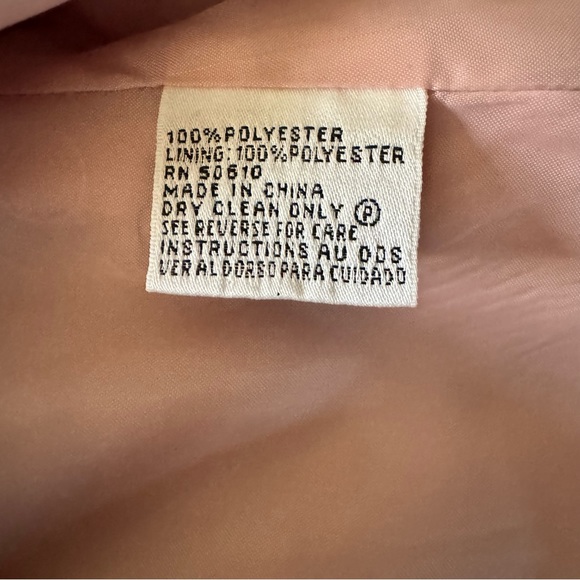 100% POLYESTER
LINING: 100% POLYESTER
RN 50610
MADE IN CHINA
DRY CLEAN ONLY Ⓟ
SEE REVERSE FOR CARE
INSTRUCTIONS AU DOS
VER AL DORSO PARA CUIDADO